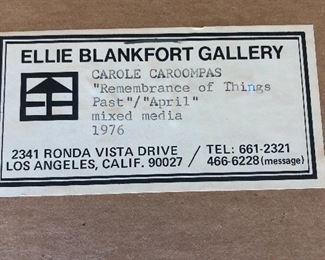 ELLIE BLANKFORT GALLERY
CAROLE CAROOMPAS
"Remembrance of Things
Past"/"April"
mixed media
1976
2341 RONDA VISTA DRIVE / TEL: 661-2321
LOS ANGELES, CALIF. 90027 / 466-6228 (message)